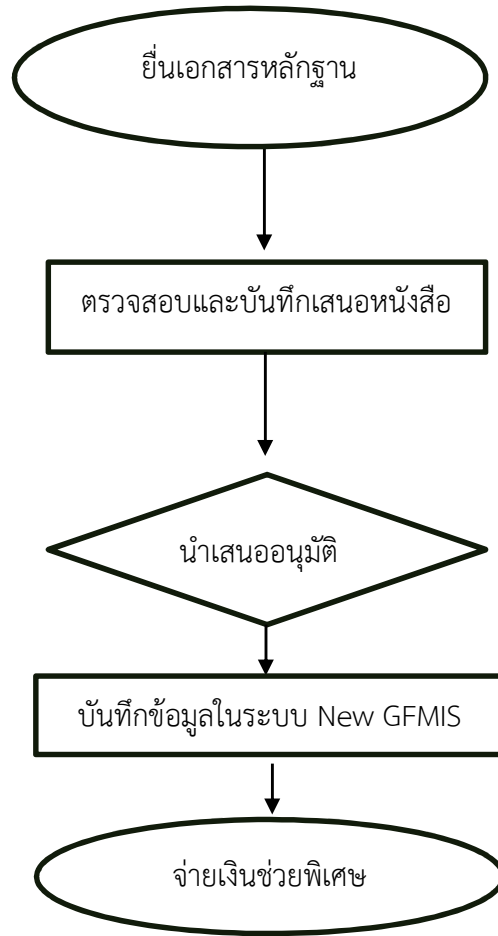 ยื่นเอกสารหลักฐาน
ตรวจสอบและบันทึกเสนอหนังสือ
นำเสนออนุมัติ
บันทึกข้อมูลในระบบ New GFMIS
จ่ายเงินช่วยพิเศษ